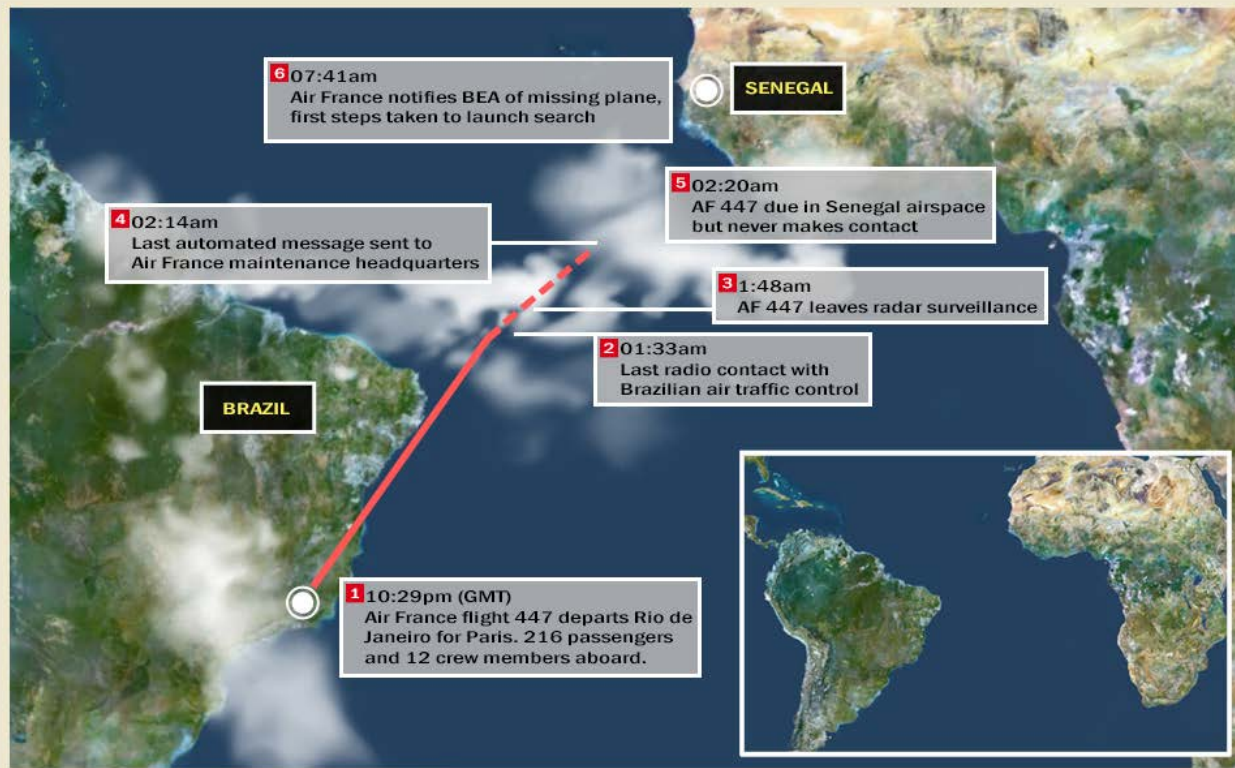 6 07:41am
Air France notifies BEA of missing plane,
first steps taken to launch search
SENEGAL
5 02:20am
AF 447 due in Senegal airspace
but never makes contact
4 02:14am
Last automated message sent to
Air France maintenance headquarters
3 1:48am
AF 447 leaves radar surveillance
2 01:33am
Last radio contact with
Brazilian air traffic control
BRAZIL
1 10:29pm (GMT)
Air France flight 447 departs Rio de
Janeiro for Paris. 216 passengers
and 12 crew members aboard.